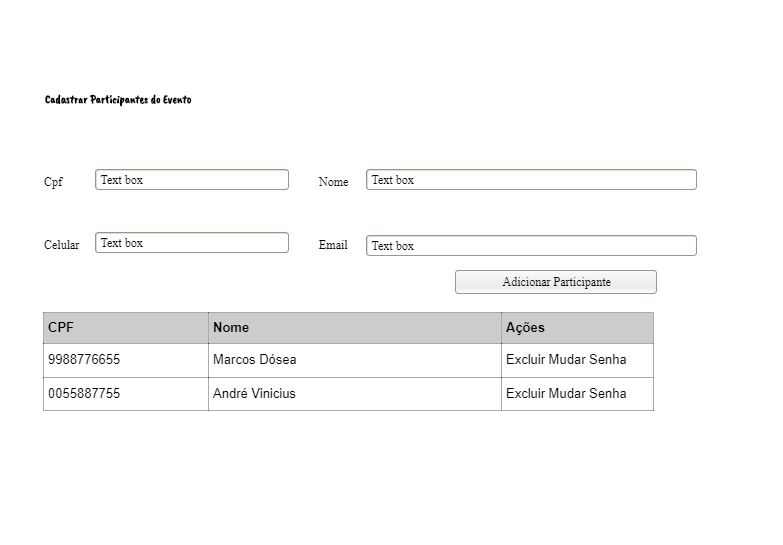 Cadastrar Participantes do Evento
Cpf Text box Nome Text box
Celular Text box Email Text box
Adicionar Participante
CPF Nome Ações
9988776655 Marcos Dósea Excluir Mudar Senha
0055887755 André Vinicius Excluir Mudar Senha